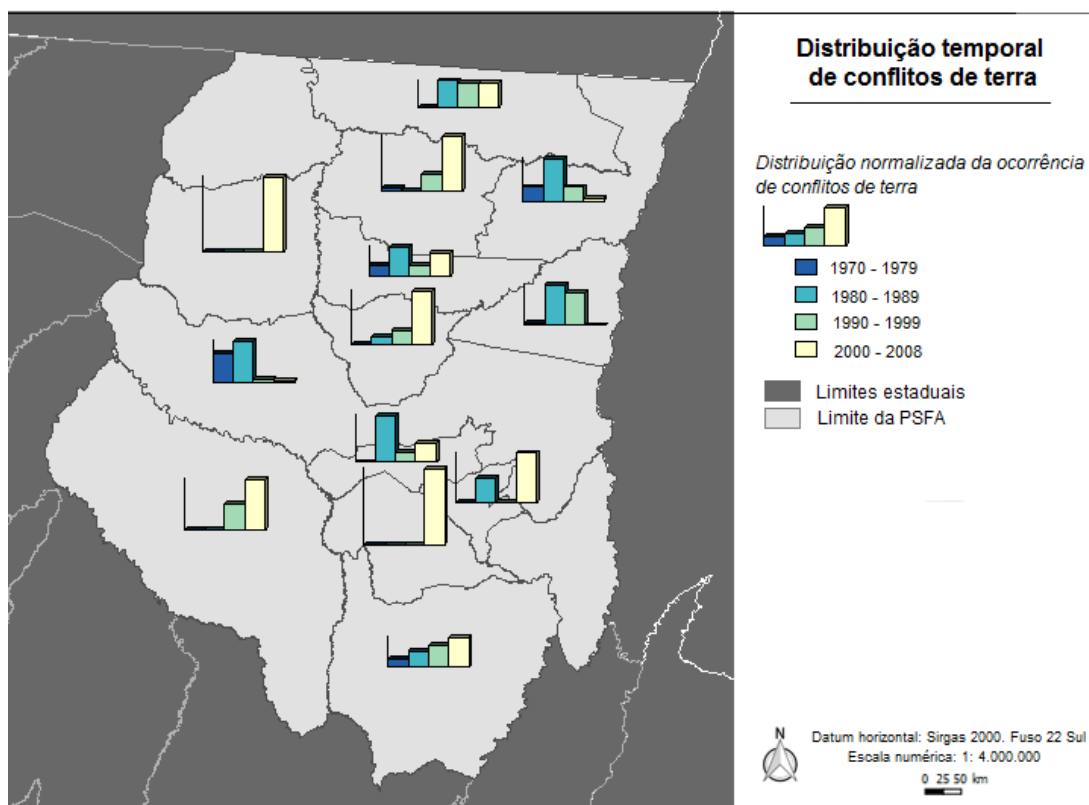 Distribuição temporal
de conflitos de terra
Distribuição normalizada da ocorrência
de conflitos de terra
1970 - 1979
1980 - 1989
1990 - 1999
2000 - 2008
Limites estaduais
Limite da PSFA
N
Datum horizontal: Sirgas 2000. Fuso 22 Sul
Escala numérica: 1: 4.000.000
0 25 50 km